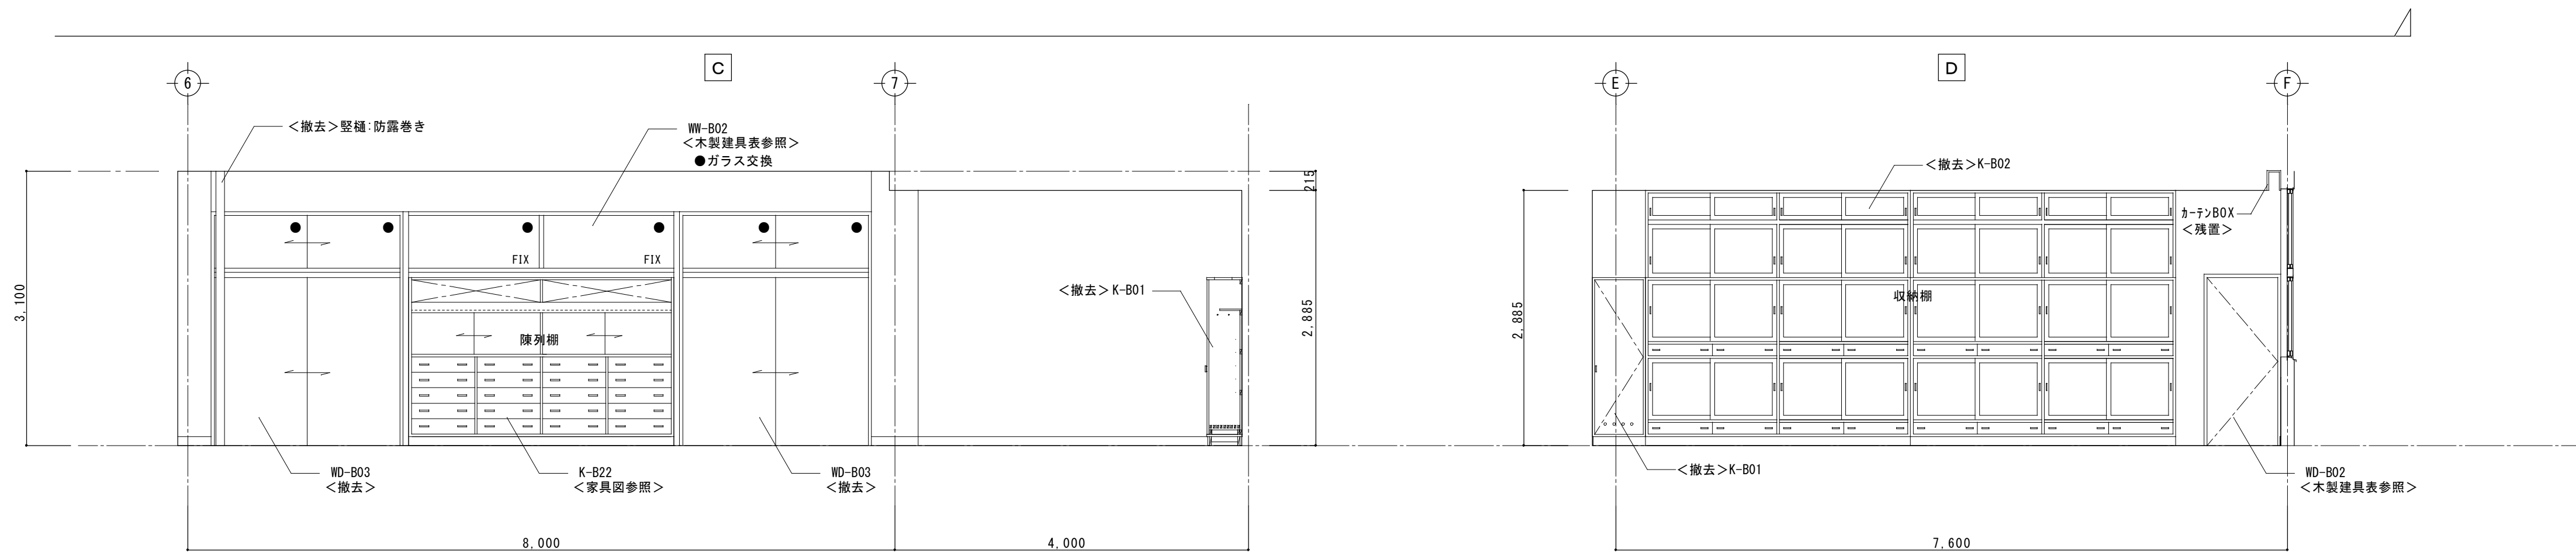 C
D
6
7
E
F
＜撤去＞竪樋:防露巻き
WW-B02
＜木製建具表参照＞
●ガラス交換
＜撤去＞K-B02
215
カーテンBOX
＜残置＞
FIX
FIX
3,100
＜撤去＞K-B01
2,885
2,885
収納棚
陳列棚
WD-B03
＜撤去＞
K-B22
＜家具図参照＞
WD-B03
＜撤去＞
＜撤去＞K-B01
WD-B02
＜木製建具表参照＞
8,000
4,000
7,600